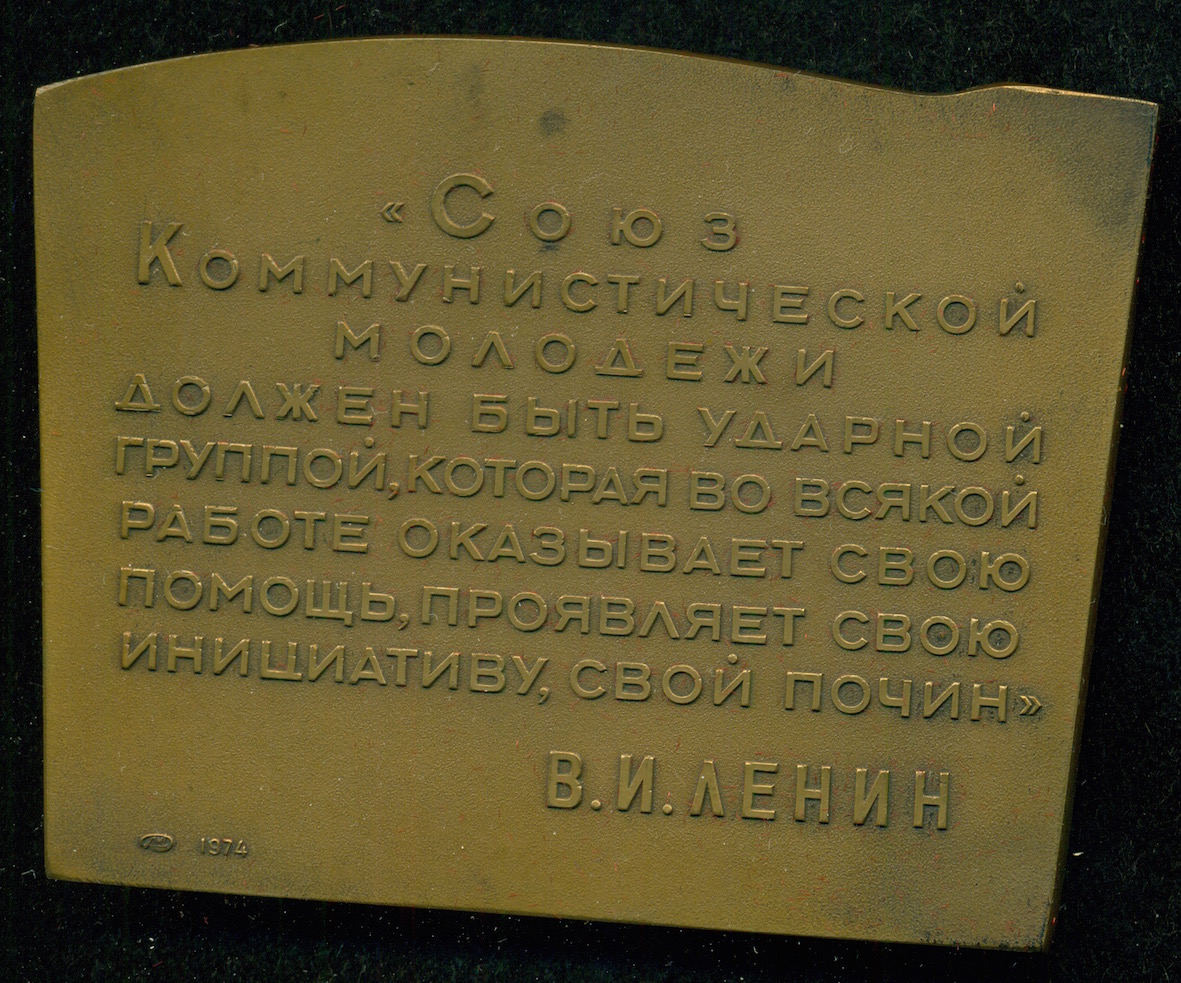 «Союз
Коммунистической
МОЛОДЕЖИ
ДОЛЖЕН БЫТЬ УДАРНОЙ
ГРУППОЙ, КОТОРАЯ ВО ВСЯКОЙ
РАБОТЕ ОКАЗЫВАЕТ СВОЮ
ПОМОЩЬ, ПРОЯВЛЯЕТ СВОЮ
ИНИЦИАТИВУ, СВОЙ ПОЧИН»
В.И.ЛЕНИН
1974